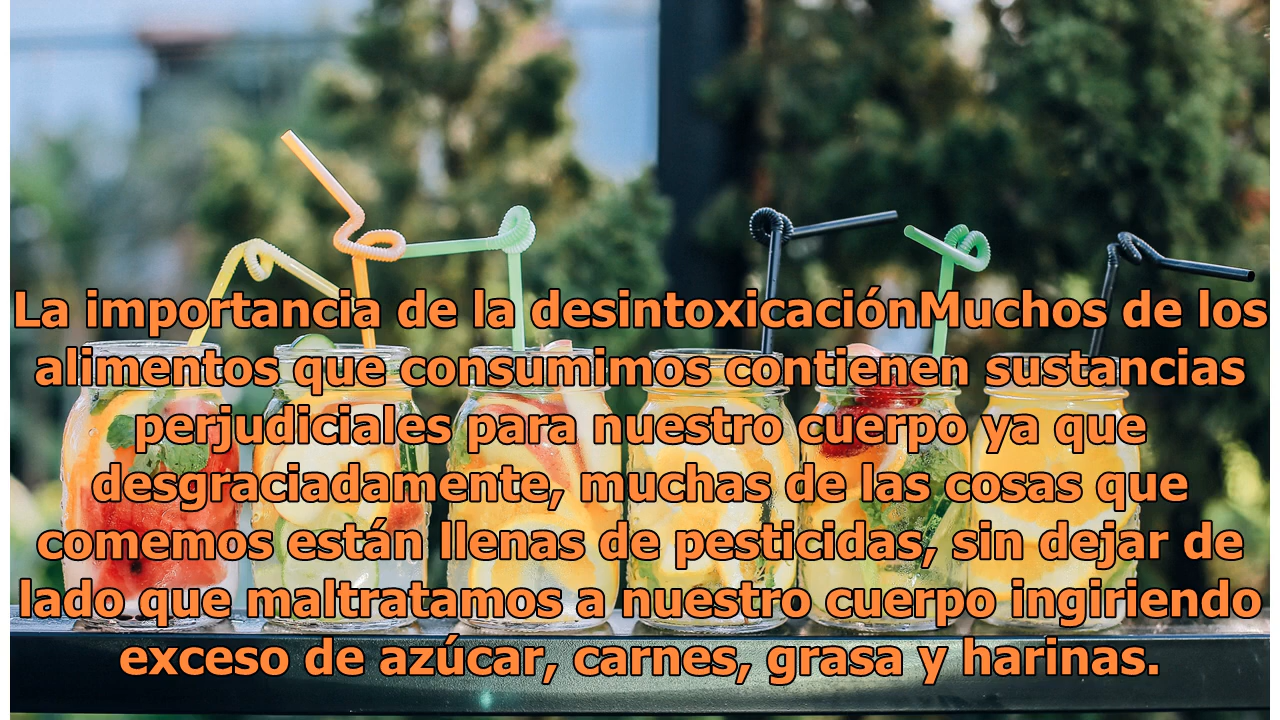 La importancia de la desintoxicaciónMuchos de los
alimentos que consumimos contienen sustancias
perjudiciales para nuestro cuerpo ya que
desgraciadamente, muchas de las cosas que
comemos están llenas de pesticidas, sin dejar de
lado que maltratamos a nuestro cuerpo ingiriendo
exceso de azúcar, carnes, grasa y harinas.